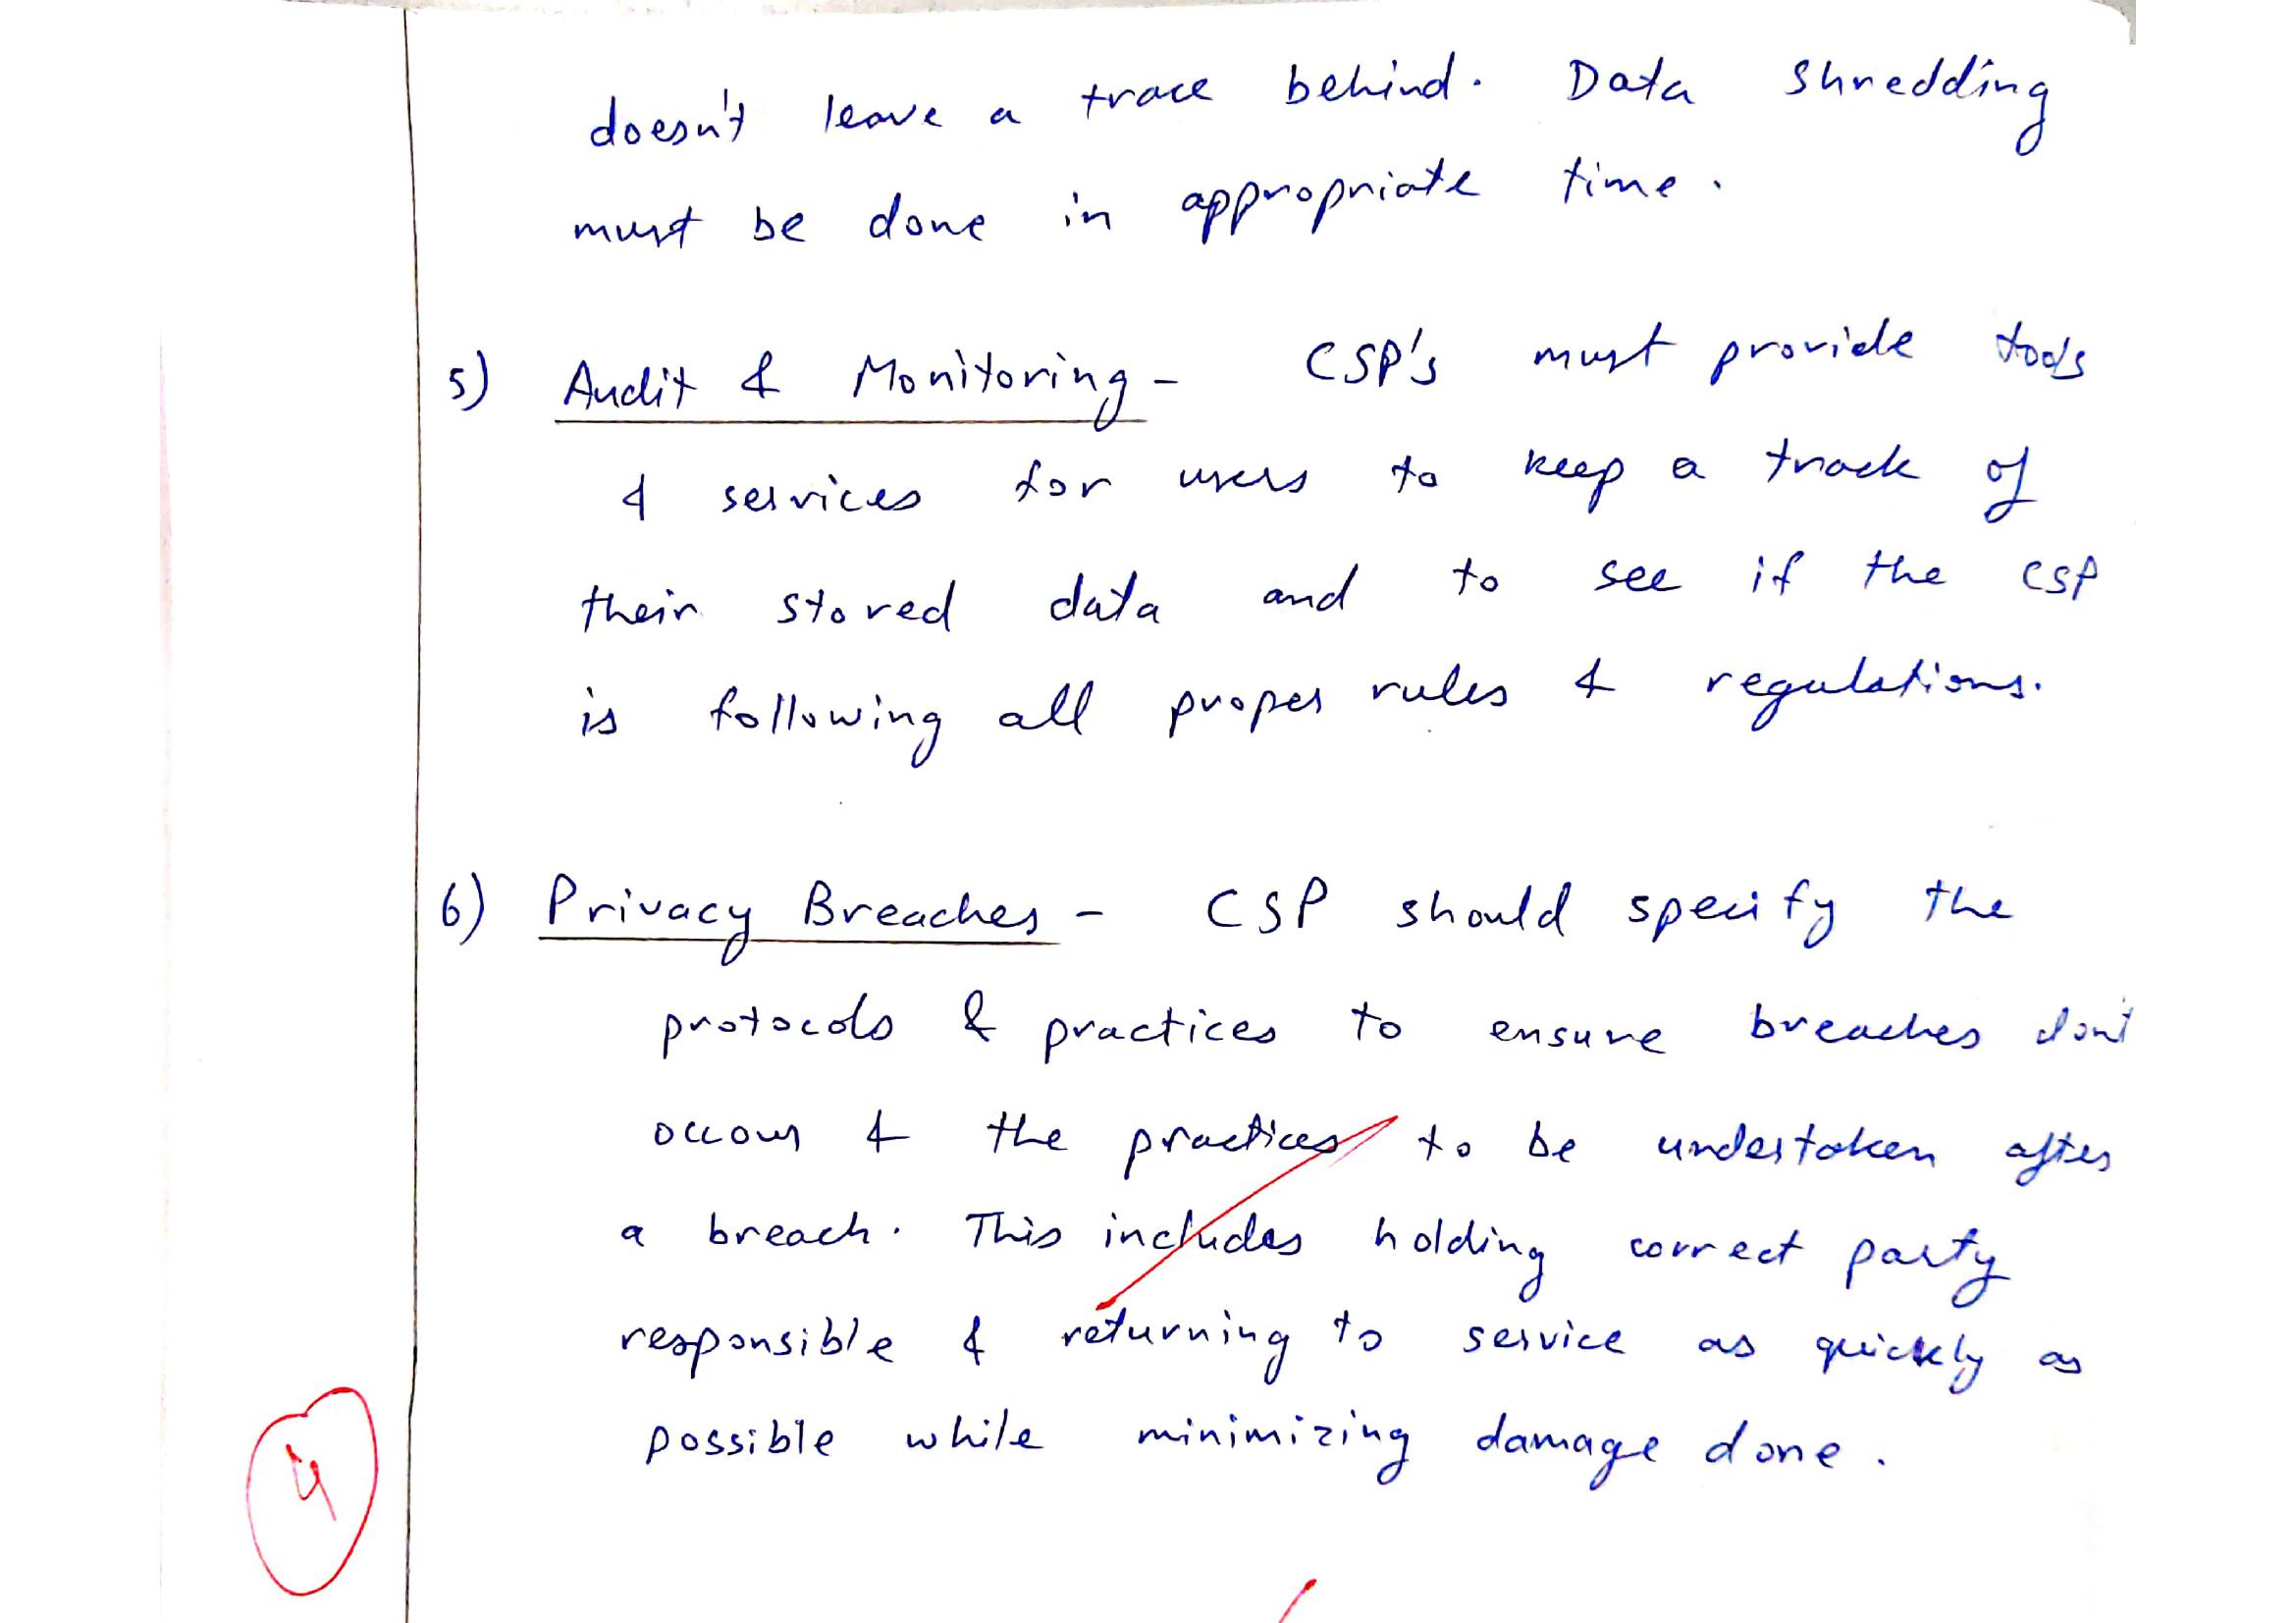 doesn't leave a trace behind. Data shredding
must be done in appropriate time.
5) Audit & Monitoring - CSP's must provide tools
& services for users to keep a track of
their stored data and to see if the CSP
is following all proper rules & regulations.
6) Privacy Breaches - CSP should specify the
protocols & practices to ensure breaches don't
occour & the practices to be undertaken after
a breach. This includes holding correct party
responsible & returning to service as quickly as
possible while minimizing damage done.
4